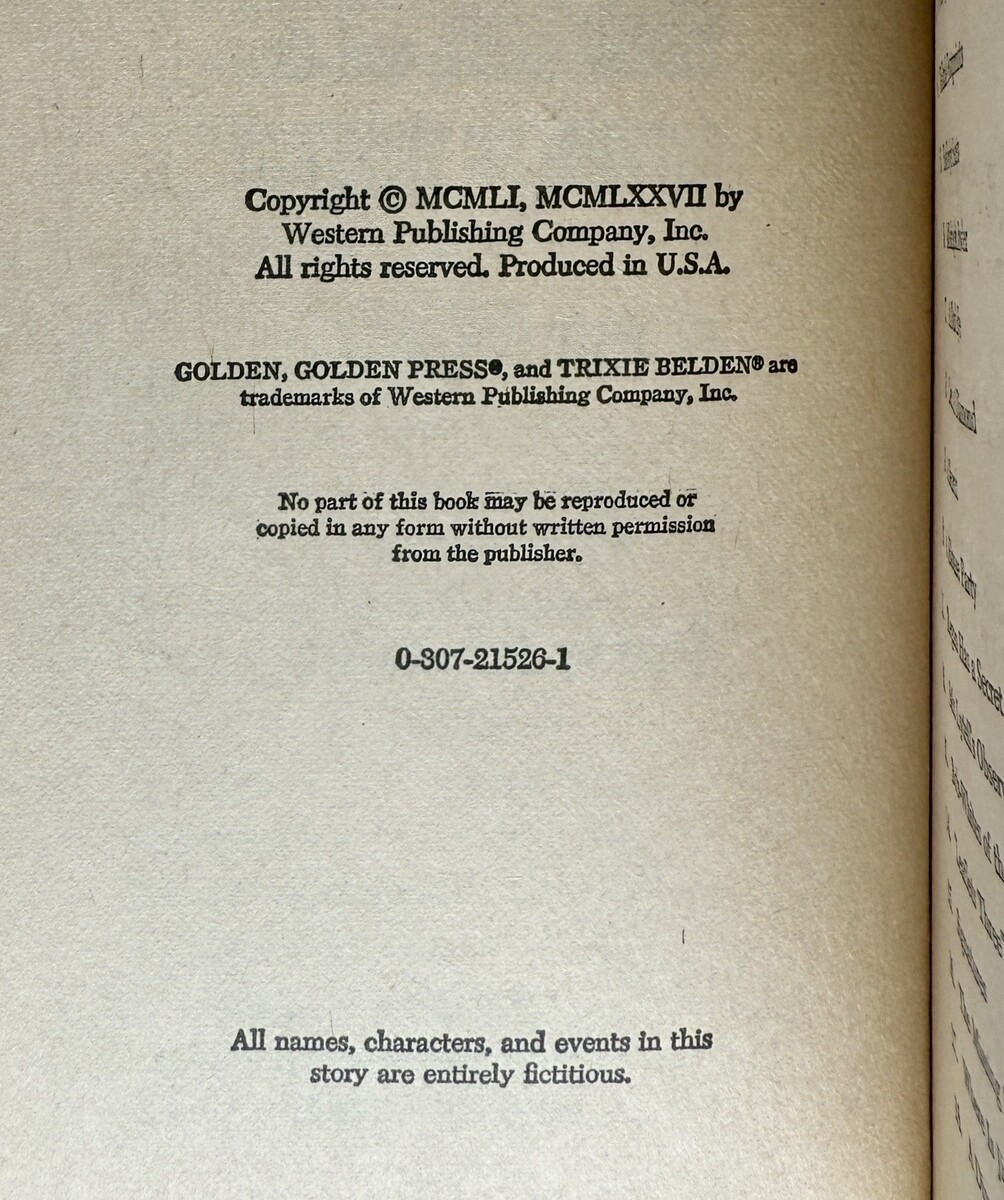 Copyright © MCMLI, MCMLXXVII by
Western Publishing Company, Inc.
All rights reserved. Produced in U.S.A.
GOLDEN, GOLDEN PRESS®, and TRIXIE BELDEN® are
trademarks of Western Publishing Company, Inc.
No part of this book may be reproduced or
copied in any form without written permission
from the publisher.
0-307-21526-1
All names, characters, and events in this
story are entirely fictitious.
Party
Has a Secret